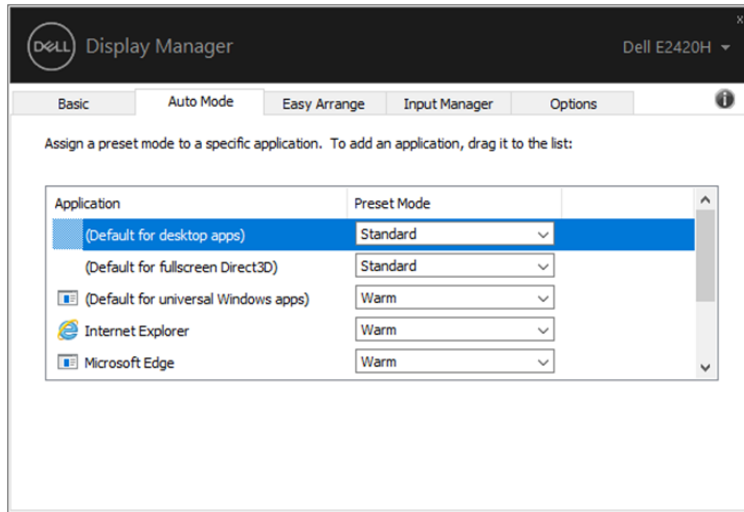 x
DELL Display Manager Dell E2420H
Basic Auto Mode Easy Arrange Input Manager Options i
Assign a preset mode to a specific application. To add an application, drag it to the list:
Application Preset Mode
(Default for desktop apps) Standard
(Default for fullscreen Direct3D) Standard
(Default for universal Windows apps) Warm
Internet Explorer Warm
Microsoft Edge Warm